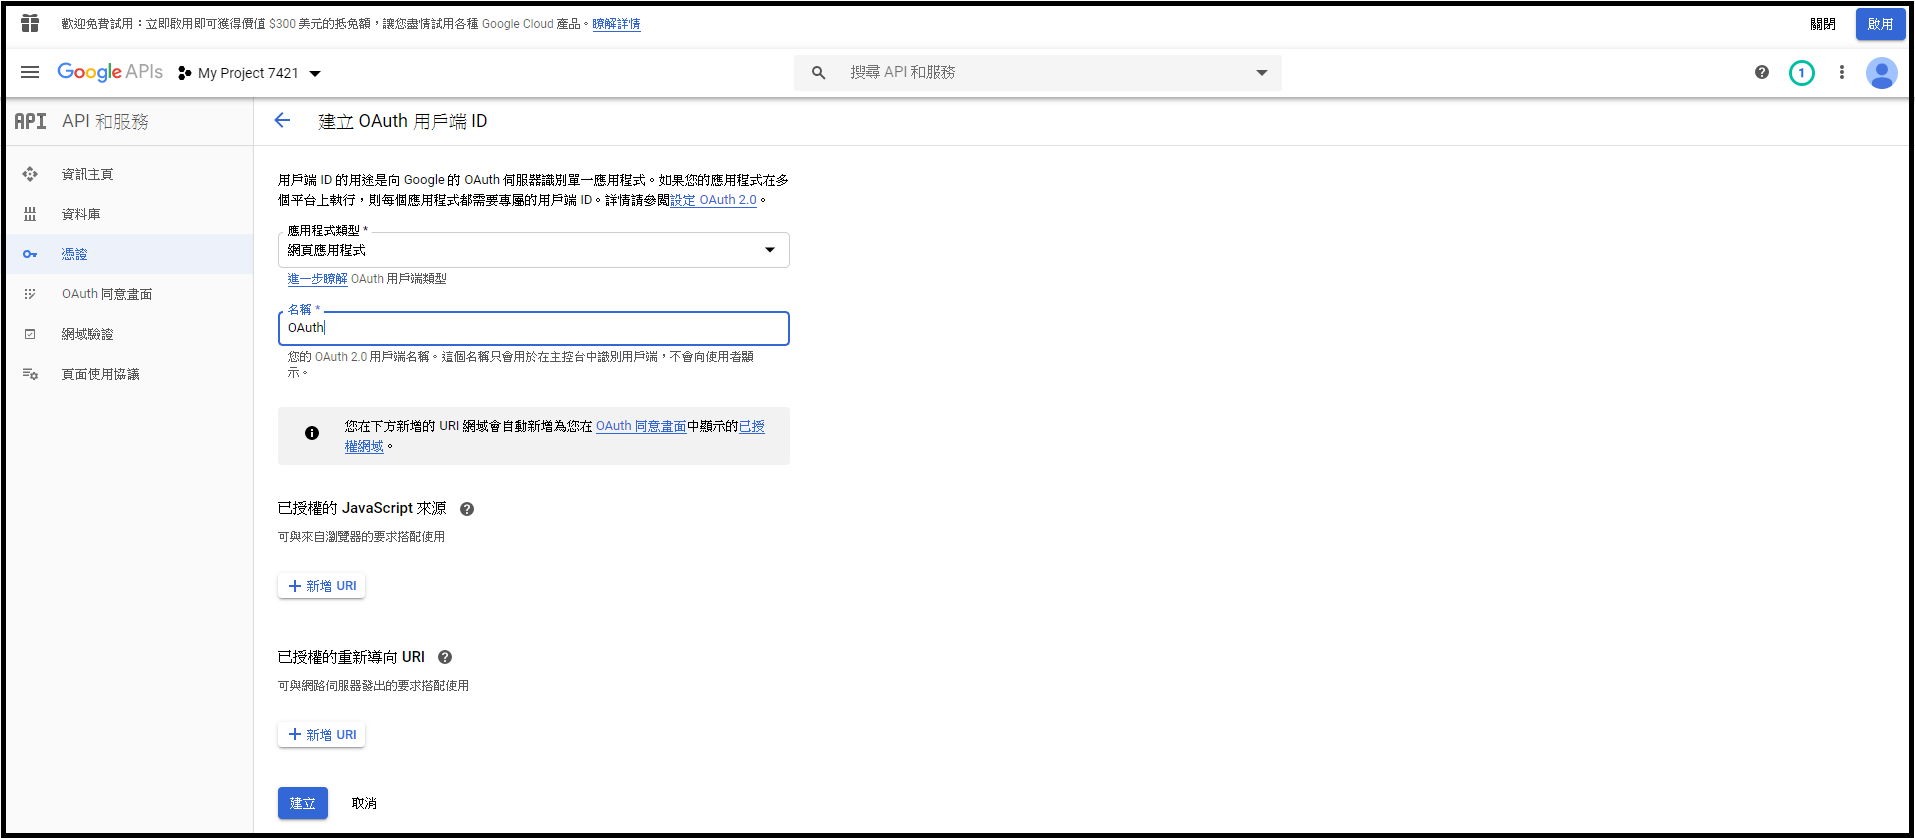 歡迎免費試用：立即啟用即可獲得價值 $300 美元的抵免額，讓您盡情試用各種 Google Cloud 產品。瞭解詳情
關閉
啟用
Google APIs
My Project 7421
搜尋 API 和服務
1
API API 和服務
建立 OAuth 用戶端 ID
資訊主頁
資料庫
憑證
OAuth 同意畫面
網域驗證
頁面使用協議
用戶端 ID 的用途是向 Google 的 OAuth 伺服器識別單一應用程式。如果您的應用程式在多
個平台上執行，則每個應用程式都需要專屬的用戶端 ID。詳情請參閱設定 OAuth 2.0。
應用程式類型 *
網頁應用程式
進一步瞭解 OAuth 用戶端類型
名稱 *
OAuth
您的 OAuth 2.0 用戶端名稱。這個名稱只會用於在主控台中識別用戶端，不會向使用者顯
示。
您在下方新增的 URI 網域會自動新增為您在 OAuth 同意畫面中顯示的已授
權網域。
已授權的 JavaScript 來源
可與來自瀏覽器的要求搭配使用
新增 URI
已授權的重新導向 URI
可與網路伺服器發出的要求搭配使用
新增 URI
建立
取消